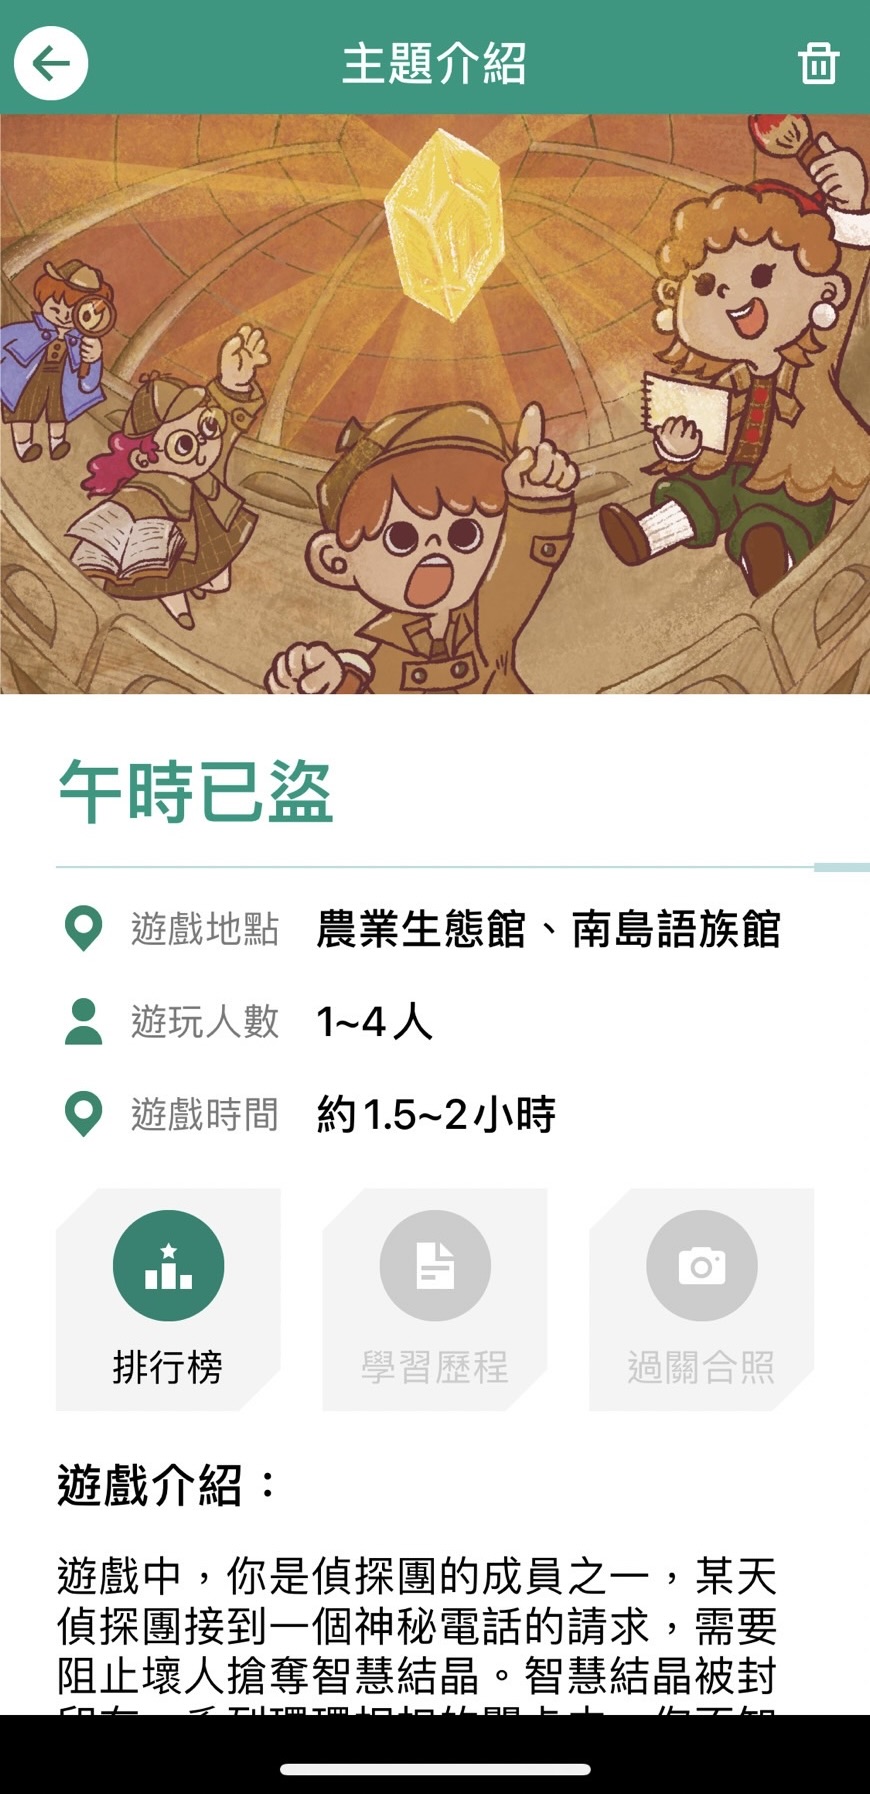 主題介紹
午時已盜
遊戲地點 農業生態館、南島語族館
遊玩人數 1~4人
遊戲時間 約1.5~2小時
排行榜 學習歷程 過關合照
遊戲介紹：
遊戲中，你是偵探團的成員之一，某天
偵探團接到一個神秘電話的請求，需要
阻止壞人搶奪智慧結晶。智慧結晶被封